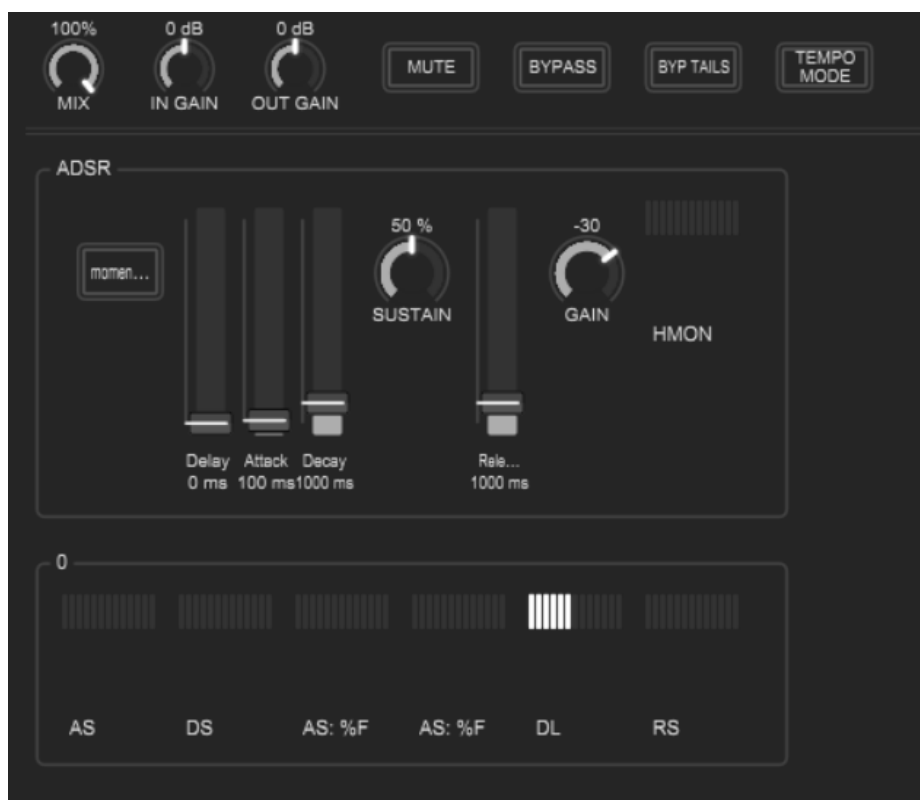 100%
0 dB
0 dB
MIX
IN GAIN
OUT GAIN
MUTE
BYPASS
BYP TAILS
TEMPO
MODE
ADSR
momen...
50 %
SUSTAIN
-30
GAIN
HMON
Delay
0 ms
Attack
100 ms
Decay
1000 ms
Rele...
1000 ms
0
AS
DS
AS: %F
AS: %F
DL
RS